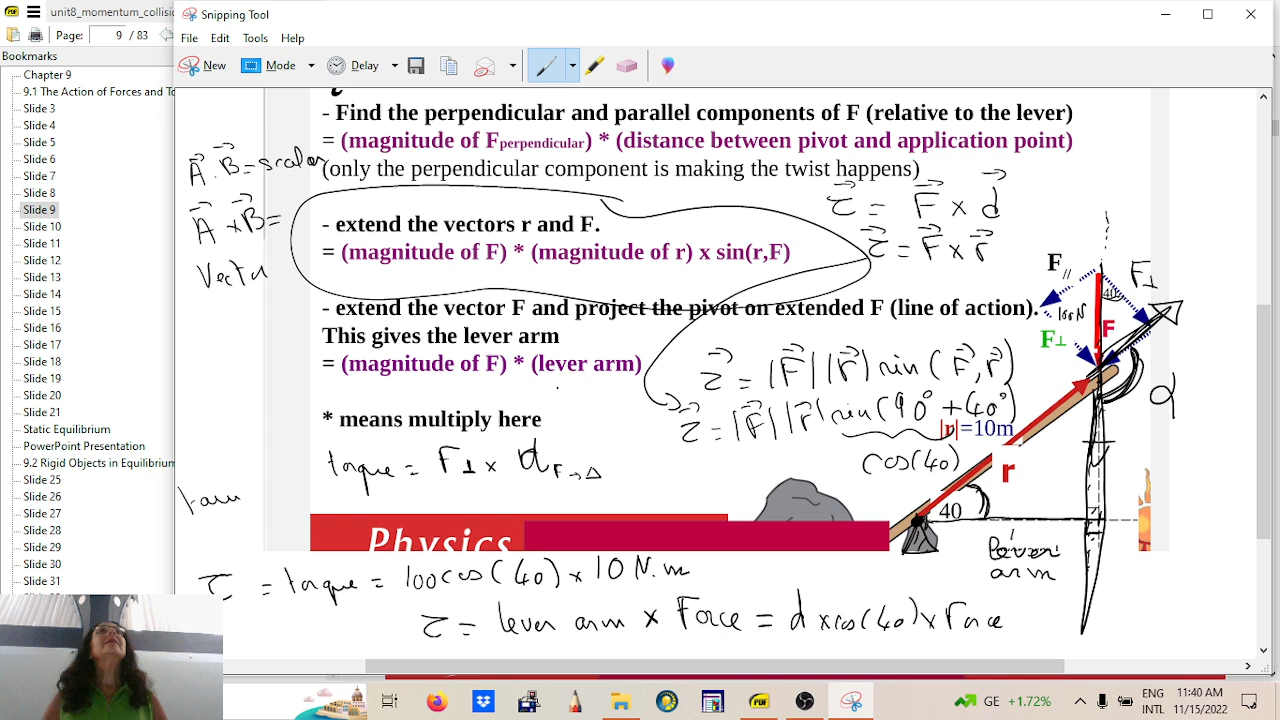 unit8_momentum_collisio
Snipping Tool
File Edit Tools Help
Page: 9 / 83
New Mode Delay
Bookmarks
Chapter 9
9.1 The Action of Forces and To
Slide 3
Slide 4
Slide 5
Slide 6
Slide 7
Slide 8
Slide 9
Slide 10
Slide 11
Slide 12
Slide 13
Slide 14
Slide 15
Slide 16
Slide 17
Slide 18
Slide 19
Slide 20
Slide 21
Static Equilibrium
PowerPoint Presentation
9.2 Rigid Objects in Equilibrium
Slide 25
Slide 26
Slide 27
Slide 28
Slide 29
Slide 30
Slide 31
- Find the perpendicular and parallel components of F (relative to the lever)
= (magnitude of Fperpendicular) * (distance between pivot and application point)
(only the perpendicular component is making the twist happens)
A⃗ . B⃗ = scalar
A⃗ x B⃗ =
Vector
- extend the vectors r and F.
= (magnitude of F) * (magnitude of r) x sin(r,F)
τ⃗ = F⃗ x d⃗
τ⃗ = F⃗ x r⃗
- extend the vector F and project the pivot on extended F (line of action).
This gives the lever arm
= (magnitude of F) * (lever arm)
τ⃗ = |F⃗| |r⃗| sin (F⃗, r⃗)
τ⃗ = |F⃗| |r⃗| sin(90° + 40°)
cos(40)
* means multiply here
torque = F⊥ x d F→Δ
F//
F⊥
40
100N
F
F⊥
α
|r|=10m
r
40
lever
arm
Physics
τ = torque = 100 cos(40) x 10 N.m
τ = lever arm x Force = d x cos(40) x Force
GE +1.72%
ENG
INTL
11:40 AM
11/15/2022